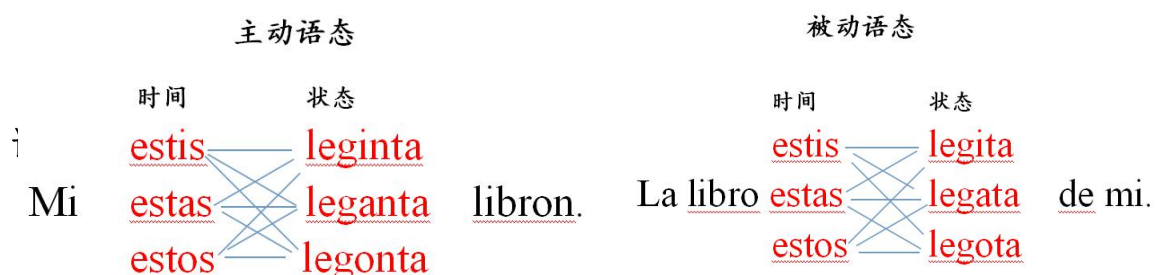 主动语态
时间 状态
estis leginta
Mi estas leganta libron.
estos legonta
被动语态
时间 状态
estis legita
La libro estas legata de mi.
estos legota